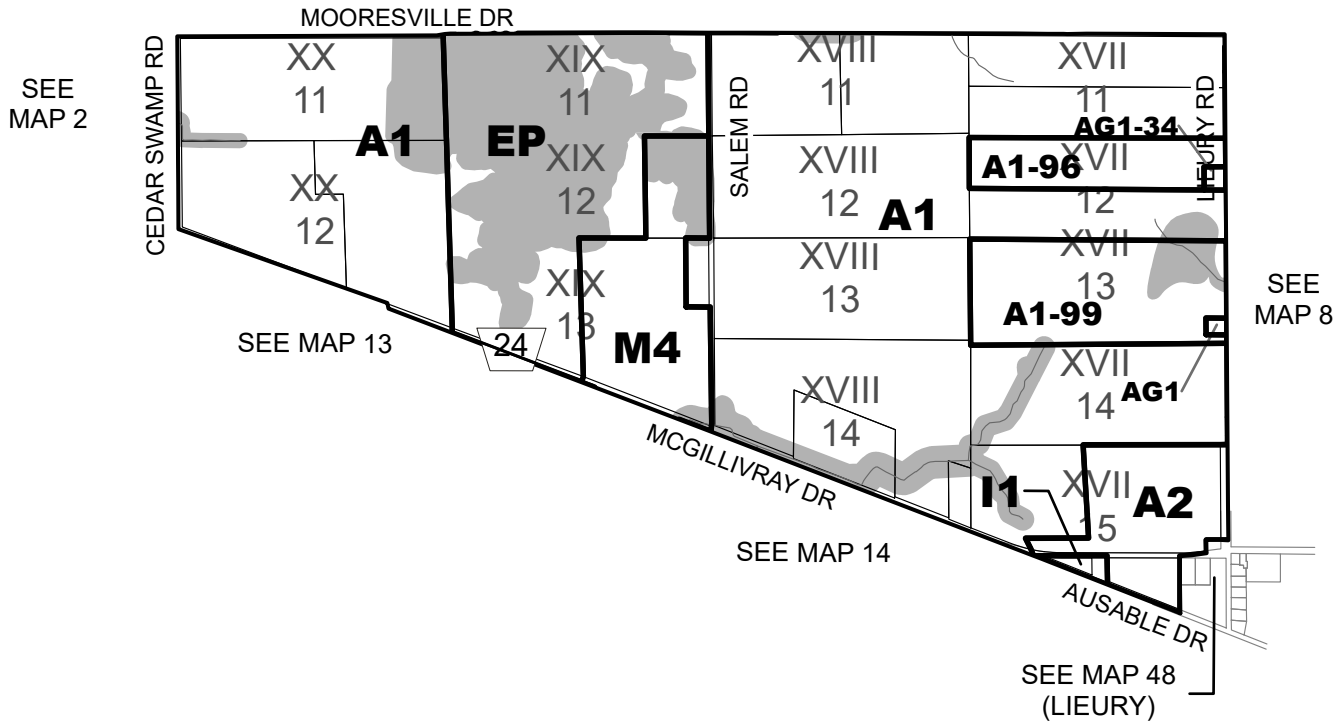 MOORESVILLE DR
SEE
MAP 2
CEDAR SWAMP RD
XX
11
A1
XX
12
EP
XIX
11
XIX
12
XIX
13
M4
SALEM RD
XVIII
11
XVIII
12
A1
XVIII
13
XVIII
14
XVII
11
LIEURY RD
AG1-34
A1-96
XVII
12
XVII
13
A1-99
XVII
14
AG1
I1
XVII
15
A2
SEE
MAP 8
SEE MAP 13
24
MCGILLIVRAY DR
SEE MAP 14
AUSABLE DR
SEE MAP 48
(LIEURY)